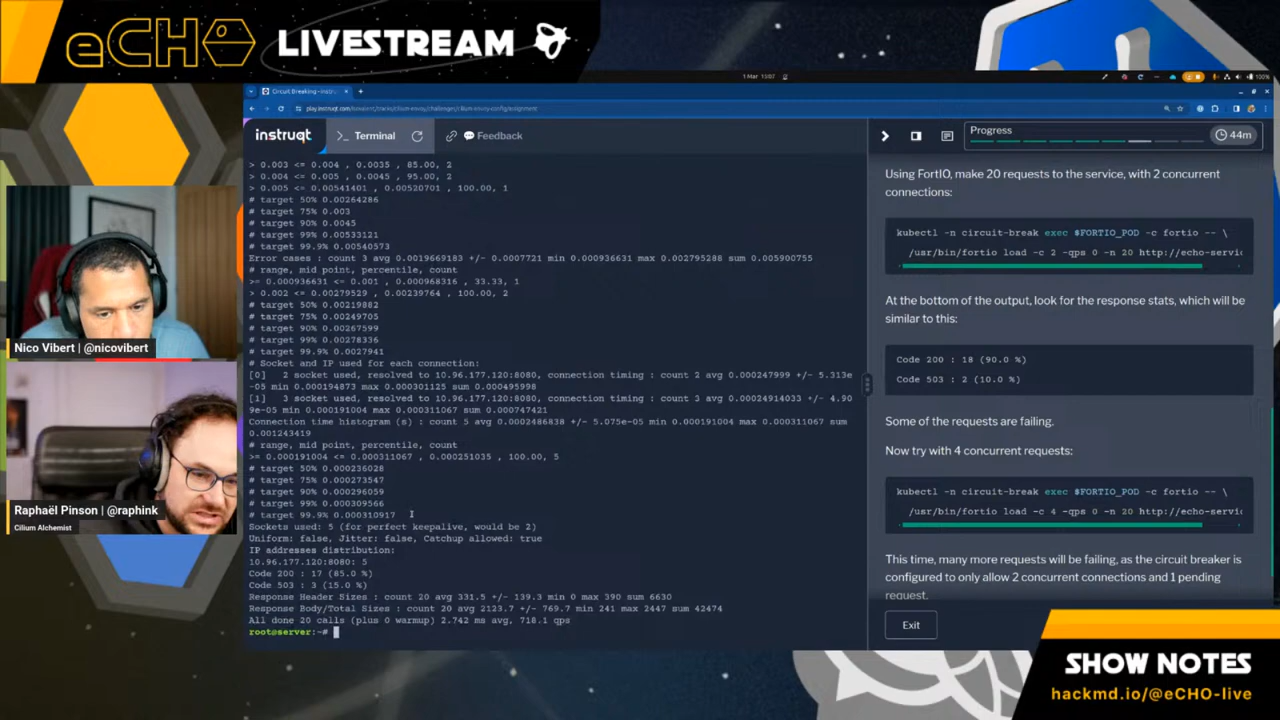 eCHO LIVESTREAM
1 Mar 13:07
100%
Circuit Breaking - Instruqt
instruqt
>_ Terminal
Feedback
Progress
44m
> 0.003 <= 0.004 , 0.0035 , 85.00, 2
> 0.004 <= 0.005 , 0.0045 , 95.00, 2
> 0.005 <= 0.00541401 , 0.00520701 , 100.00, 1
# target 50% 0.00264286
# target 75% 0.003
# target 90% 0.0045
# target 99% 0.00533121
# target 99.9% 0.00540573
Error cases : count 3 avg 0.0019669183 +/- 0.0007721 min 0.000936631 max 0.002795288 sum 0.005900755
# range, mid point, percentile, count
>= 0.000936631 <= 0.001 , 0.000968316 , 33.33, 1
> 0.002 <= 0.00279529 , 0.00239764 , 100.00, 2
# target 50% 0.00219882
# target 75% 0.00249705
# target 90% 0.00267599
# target 99% 0.00278336
# target 99.9% 0.0027941
# Socket and IP used for each connection:
[0] 2 socket used, resolved to 10.96.177.120:8080, connection timing : count 2 avg 0.000247999 +/- 5.313e
-05 min 0.000194873 max 0.000301125 sum 0.000495998
[1] 3 socket used, resolved to 10.96.177.120:8080, connection timing : count 3 avg 0.00024914033 +/- 4.90
9e-05 min 0.000191004 max 0.000311067 sum 0.000747421
Connection time histogram (s) : count 5 avg 0.0002486838 +/- 5.075e-05 min 0.000191004 max 0.000311067 sum
0.001243419
# range, mid point, percentile, count
>= 0.000191004 <= 0.000311067 , 0.000251035 , 100.00, 5
# target 50% 0.000236028
# target 75% 0.000273547
# target 90% 0.000296059
# target 99% 0.000309566
# target 99.9% 0.000310917
Sockets used: 5 (for perfect keepalive, would be 2)
Uniform: false, Jitter: false, Catchup allowed: true
IP addresses distribution:
10.96.177.120:8080: 5
Code 200 : 17 (85.0 %)
Code 503 : 3 (15.0 %)
Response Header Sizes : count 20 avg 331.5 +/- 139.3 min 0 max 390 sum 6630
Response Body/Total Sizes : count 20 avg 2123.7 +/- 769.7 min 241 max 2447 sum 42474
All done 20 calls (plus 0 warmup) 2.742 ms avg, 718.1 qps
root@server:~#
Using FortIO, make 20 requests to the service, with 2 concurrent
connections:
kubectl -n circuit-break exec $FORTIO_POD -c fortio -- \
/usr/bin/fortio load -c 2 -qps 0 -n 20 http://echo-servic
At the bottom of the output, look for the response stats, which will be
similar to this:
Code 200 : 18 (90.0 %)
Code 503 : 2 (10.0 %)
Some of the requests are failing.
Now try with 4 concurrent requests:
kubectl -n circuit-break exec $FORTIO_POD -c fortio -- \
/usr/bin/fortio load -c 4 -qps 0 -n 20 http://echo-servic
This time, many more requests will be failing, as the circuit breaker is
configured to only allow 2 concurrent connections and 1 pending
request.
Exit
Nico Vibert | @nicovibert
Raphaël Pinson | @raphink
Cilium Alchemist
SHOW NOTES
hackmd.io/@eCHO-live